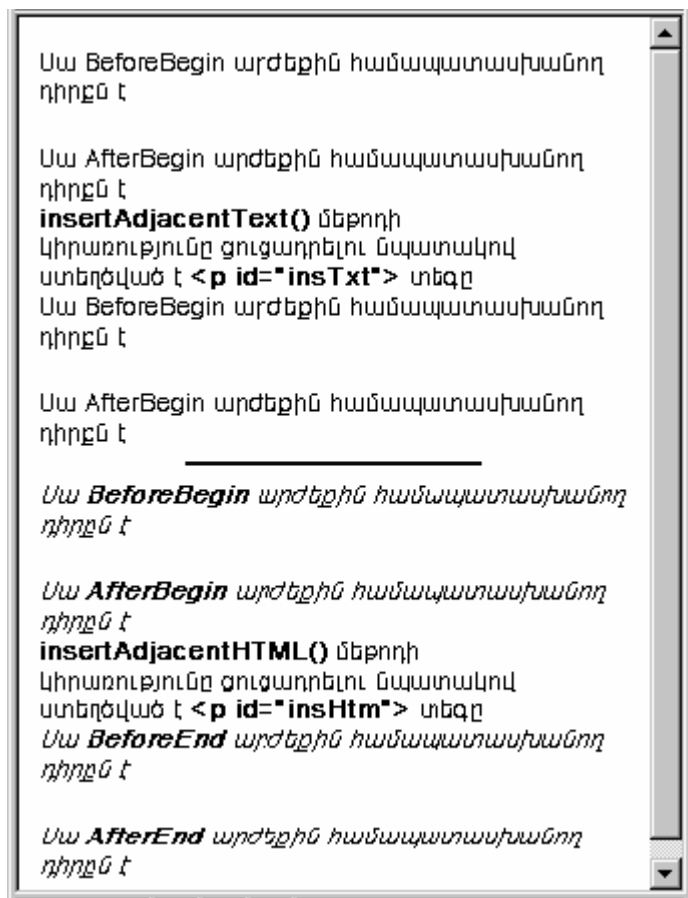 Սա BeforeBegin արժեքին համապատասխանող
դիրքն է
Սա AfterBegin արժեքին համապատասխանող
դիրքն է
insertAdjacentText() մեթոդի
կիրառությունը ցուցադրելու նպատակով
ստեղծված է <p id="insTxt"> տեգը
Սա BeforeBegin արժեքին համապատասխանող
դիրքն է
Սա AfterBegin արժեքին համապատասխանող
դիրքն է
Սա BeforeBegin արժեքին համապատասխանող
դիրքն է
Սա AfterBegin արժեքին համապատասխանող
դիրքն է
insertAdjacentHTML() մեթոդի
կիրառությունը ցուցադրելու նպատակով
ստեղծված է <p id="insHtm"> տեգը
Սա BeforeEnd արժեքին համապատասխանող
դիրքն է
Սա AfterEnd արժեքին համապատասխանող
դիրքն է